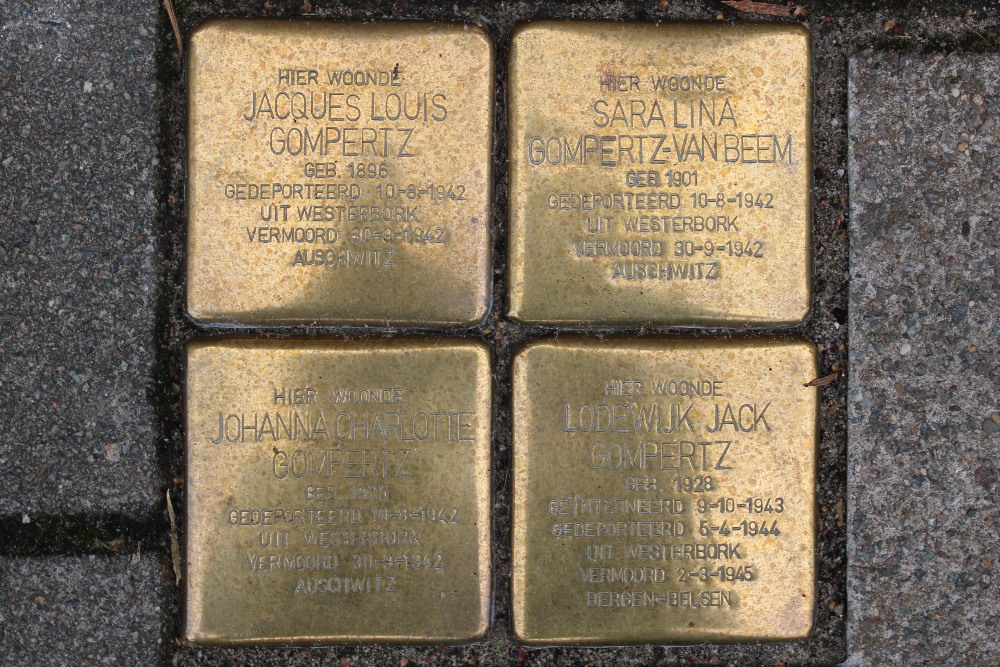 HIER WOONDE
JACQUES LOUIS
GOMPERTZ
GEB. 1896
GEDEPORTEERD 10-8-1942
UIT WESTERBORK
VERMOORD 30-9-1942
AUSCHWITZ
HIER WOONDE
SARA LINA
GOMPERTZ-VAN BEEM
GEB. 1901
GEDEPORTEERD 10-8-1942
UIT WESTERBORK
VERMOORD 30-9-1942
AUSCHWITZ
HIER WOONDE
JOHANNA CHARLOTTE
GOMPERTZ
GEB.
GEDEPORTEERD 10-8-1942
UIT WESTERBORK
VERMOORD 30-9-1942
AUSCHWITZ
HIER WOONDE
LODEWIJK JACK
GOMPERTZ
GEB. 1928
GEÏNTERNEERD 9-10-1943
GEDEPORTEERD 5-4-1944
UIT WESTERBORK
VERMOORD 2-3-1945
BERGEN-BELSEN